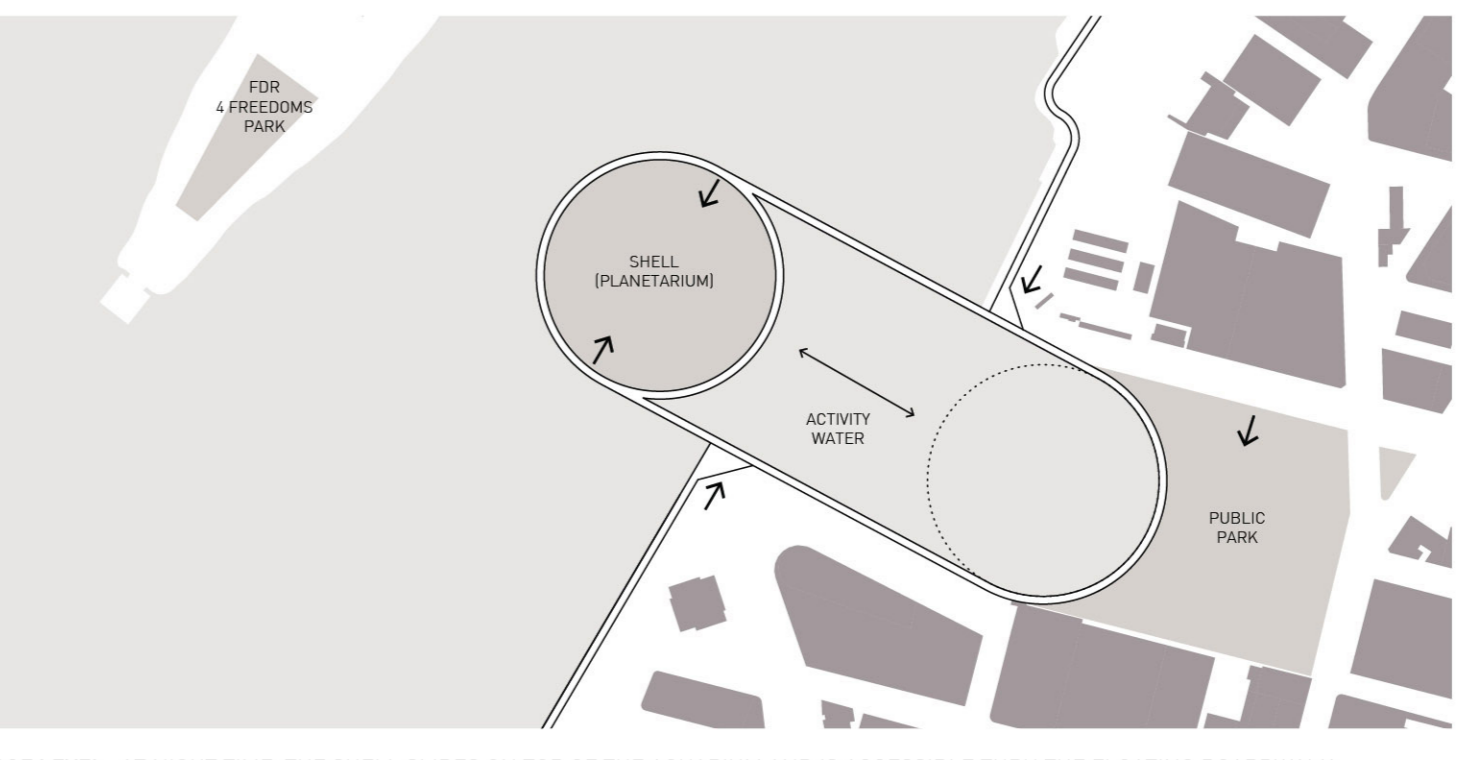 FDR
4 FREEDOMS
PARK
SHELL
(PLANETARIUM)
ACTIVITY
WATER
PUBLIC
PARK